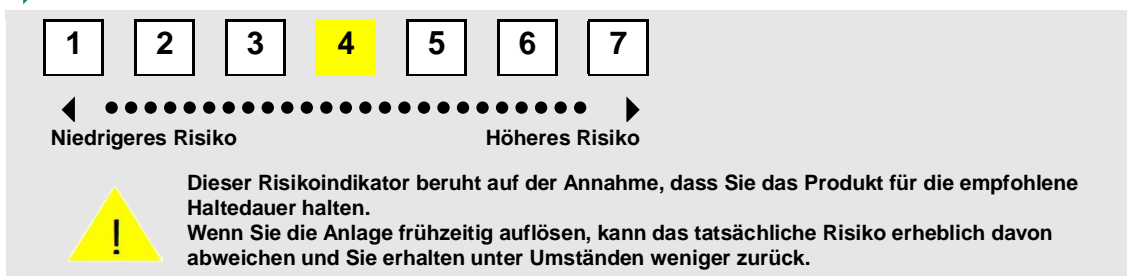 1 2 3 4 5 6 7
Niedrigeres Risiko Höheres Risiko
Dieser Risikoindikator beruht auf der Annahme, dass Sie das Produkt für die empfohlene
Haltedauer halten.
!
Wenn Sie die Anlage frühzeitig auflösen, kann das tatsächliche Risiko erheblich davon
abweichen und Sie erhalten unter Umständen weniger zurück.